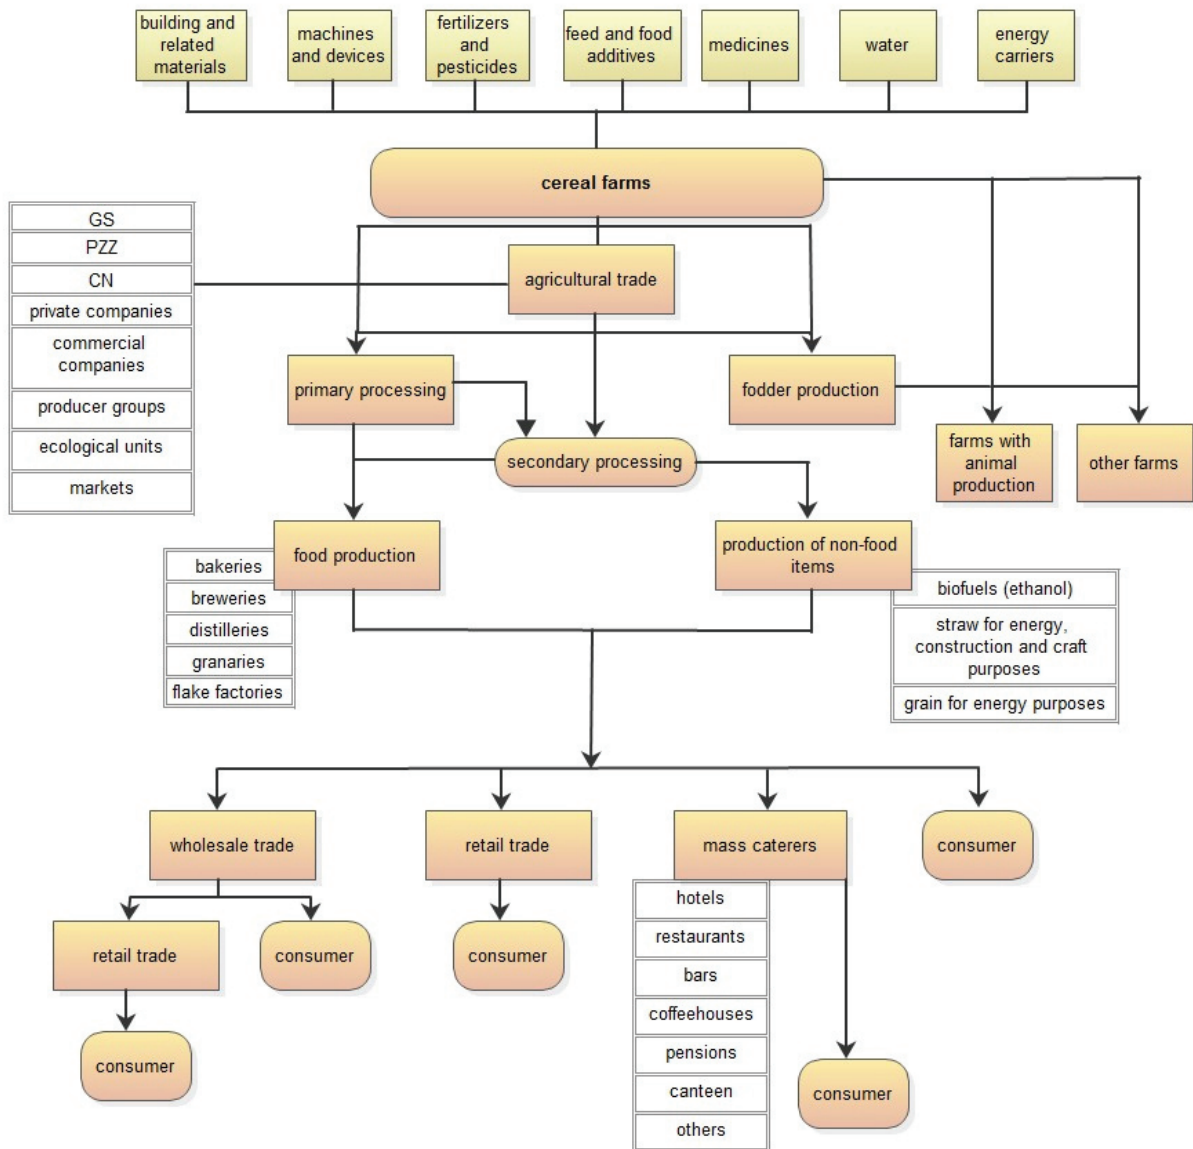 building and
related
materials
machines
and devices
fertilizers
and
pesticides
feed and food
additives
medicines
water
energy
carriers
cereal farms
GS
PZZ
CN
private companies
commercial
companies
producer groups
ecological units
markets
agricultural trade
primary processing
fodder production
secondary processing
farms with
animal
production
other farms
food production
bakeries
breweries
distilleries
granaries
flake factories
production of non-food
items
biofuels (ethanol)
straw for energy,
construction and craft
purposes
grain for energy purposes
wholesale trade
retail trade
mass caterers
consumer
retail trade
consumer
consumer
hotels
restaurants
bars
coffeehouses
pensions
canteen
others
consumer
consumer